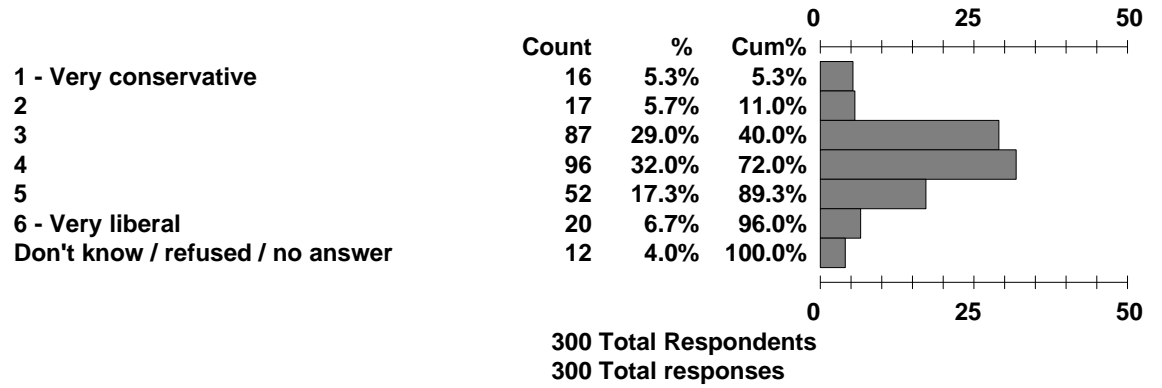 0 25 50
Count % Cum%
1 - Very conservative 16 5.3% 5.3%
2 17 5.7% 11.0%
3 87 29.0% 40.0%
4 96 32.0% 72.0%
5 52 17.3% 89.3%
6 - Very liberal 20 6.7% 96.0%
Don't know / refused / no answer 12 4.0% 100.0%
0 25 50
300 Total Respondents
300 Total responses